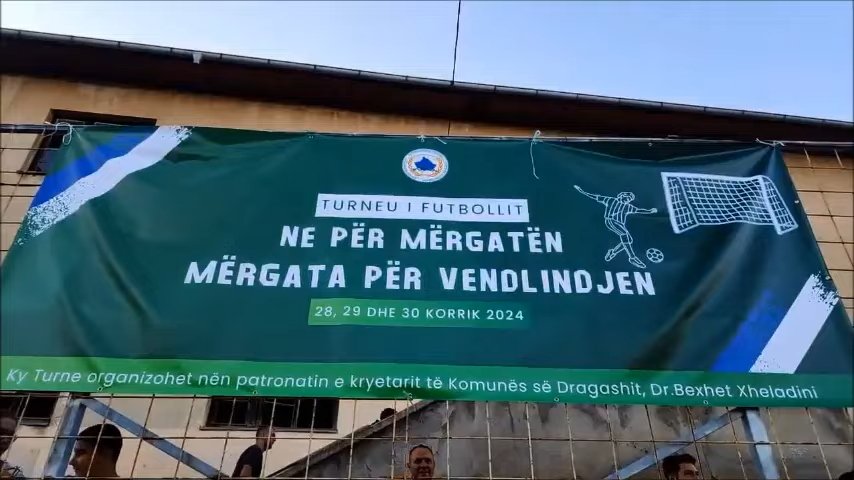 TURNEU I FUTBOLLIT
NE PËR MËRGATËN
MËRGATA PËR VENDLINDJEN
28, 29 DHE 30 KORRIK 2024
Ky Turne organizohet nën patronatin e kryetarit të Komunës së Dragashit, Dr.Bexhet Xheladini